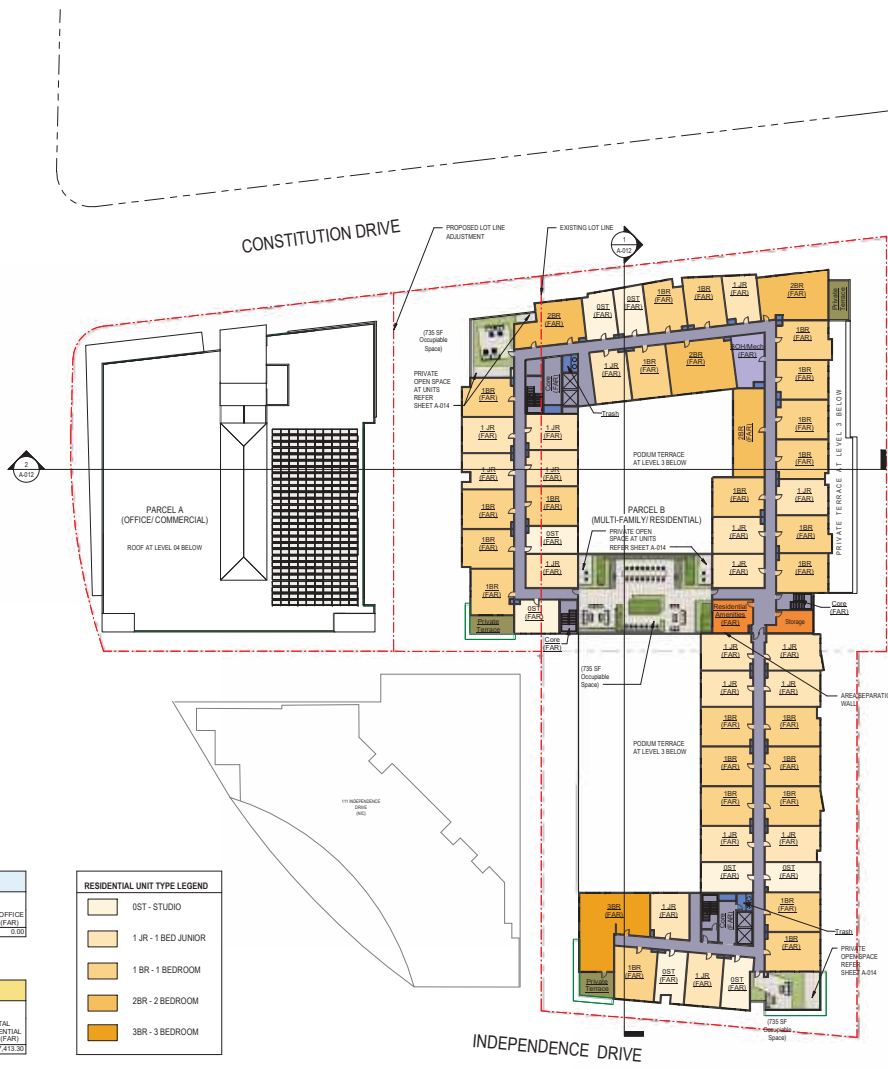 CONSTITUTION DRIVE
PROPOSED LOT LINE
ADJUSTMENT
EXISTING LOT LINE
1
A-012
(735 SF
Occupiable
Space)
PRIVATE
OPEN SPACE
AT UNITS
REFER
SHEET A-014
2BR
(FAR)
0ST
(FAR)
0ST
(FAR)
1BR
(FAR)
1BR
(FAR)
1 JR
(FAR)
2BR
(FAR)
Private
Terrace
1 JR
(FAR)
1BR
(FAR)
2BR
(FAR)
BOH/Mech
(FAR)
Core
(FAR)
Trash
1BR
(FAR)
1 JR
(FAR)
1 JR
(FAR)
1BR
(FAR)
1BR
(FAR)
1BR
(FAR)
Private
Terrace
1 JR
(FAR)
1 JR
(FAR)
1BR
(FAR)
0ST
(FAR)
1 JR
(FAR)
0ST
(FAR)
Core
(FAR)
2BR
(FAR)
1BR
(FAR)
1 JR
(FAR)
1 JR
(FAR)
1BR
(FAR)
1BR
(FAR)
1BR
(FAR)
1BR
(FAR)
1 JR
(FAR)
1BR
(FAR)
1BR
(FAR)
PRIVATE TERRACE AT LEVEL 3 BELOW
2
A-012
PARCEL A
(OFFICE/COMMERCIAL)
ROOF AT LEVEL 04 BELOW
PODIUM TERRACE
AT LEVEL 3 BELOW
PARCEL B
(MULTI-FAMILY/RESIDENTIAL)
PRIVATE OPEN
SPACE AT UNITS
REFER SHEET A-014
Residential
Amenities
(FAR)
Storage
Core
(FAR)
(735 SF
Occupiable
Space)
AREA SEPARATIO
WALL
PODIUM TERRACE
AT LEVEL 3 BELOW
1 JR
(FAR)
1 JR
(FAR)
1 JR
(FAR)
1 JR
(FAR)
1BR
(FAR)
1BR
(FAR)
1BR
(FAR)
1BR
(FAR)
1BR
(FAR)
1BR
(FAR)
1 JR
(FAR)
1 JR
(FAR)
0ST
(FAR)
0ST
(FAR)
3BR
(FAR)
1 JR
(FAR)
Core
(FAR)
1BR
(FAR)
Trash
1BR
(FAR)
PRIVATE
OPEN SPACE
REFER
SHEET A-014
Private
Terrace
1BR
(FAR)
0ST
(FAR)
1 JR
(FAR)
0ST
(FAR)
(735 SF
Occupiable
Space)
111 INDEPENDENCE
DRIVE
(NIC)
INDEPENDENCE DRIVE
OFFICE
(FAR)
0.00
TAL
ENTIAL
(FAR)
7,413.30
RESIDENTIAL UNIT TYPE LEGEND
0ST - STUDIO
1 JR - 1 BED JUNIOR
1 BR - 1 BEDROOM
2BR - 2 BEDROOM
3BR - 3 BEDROOM